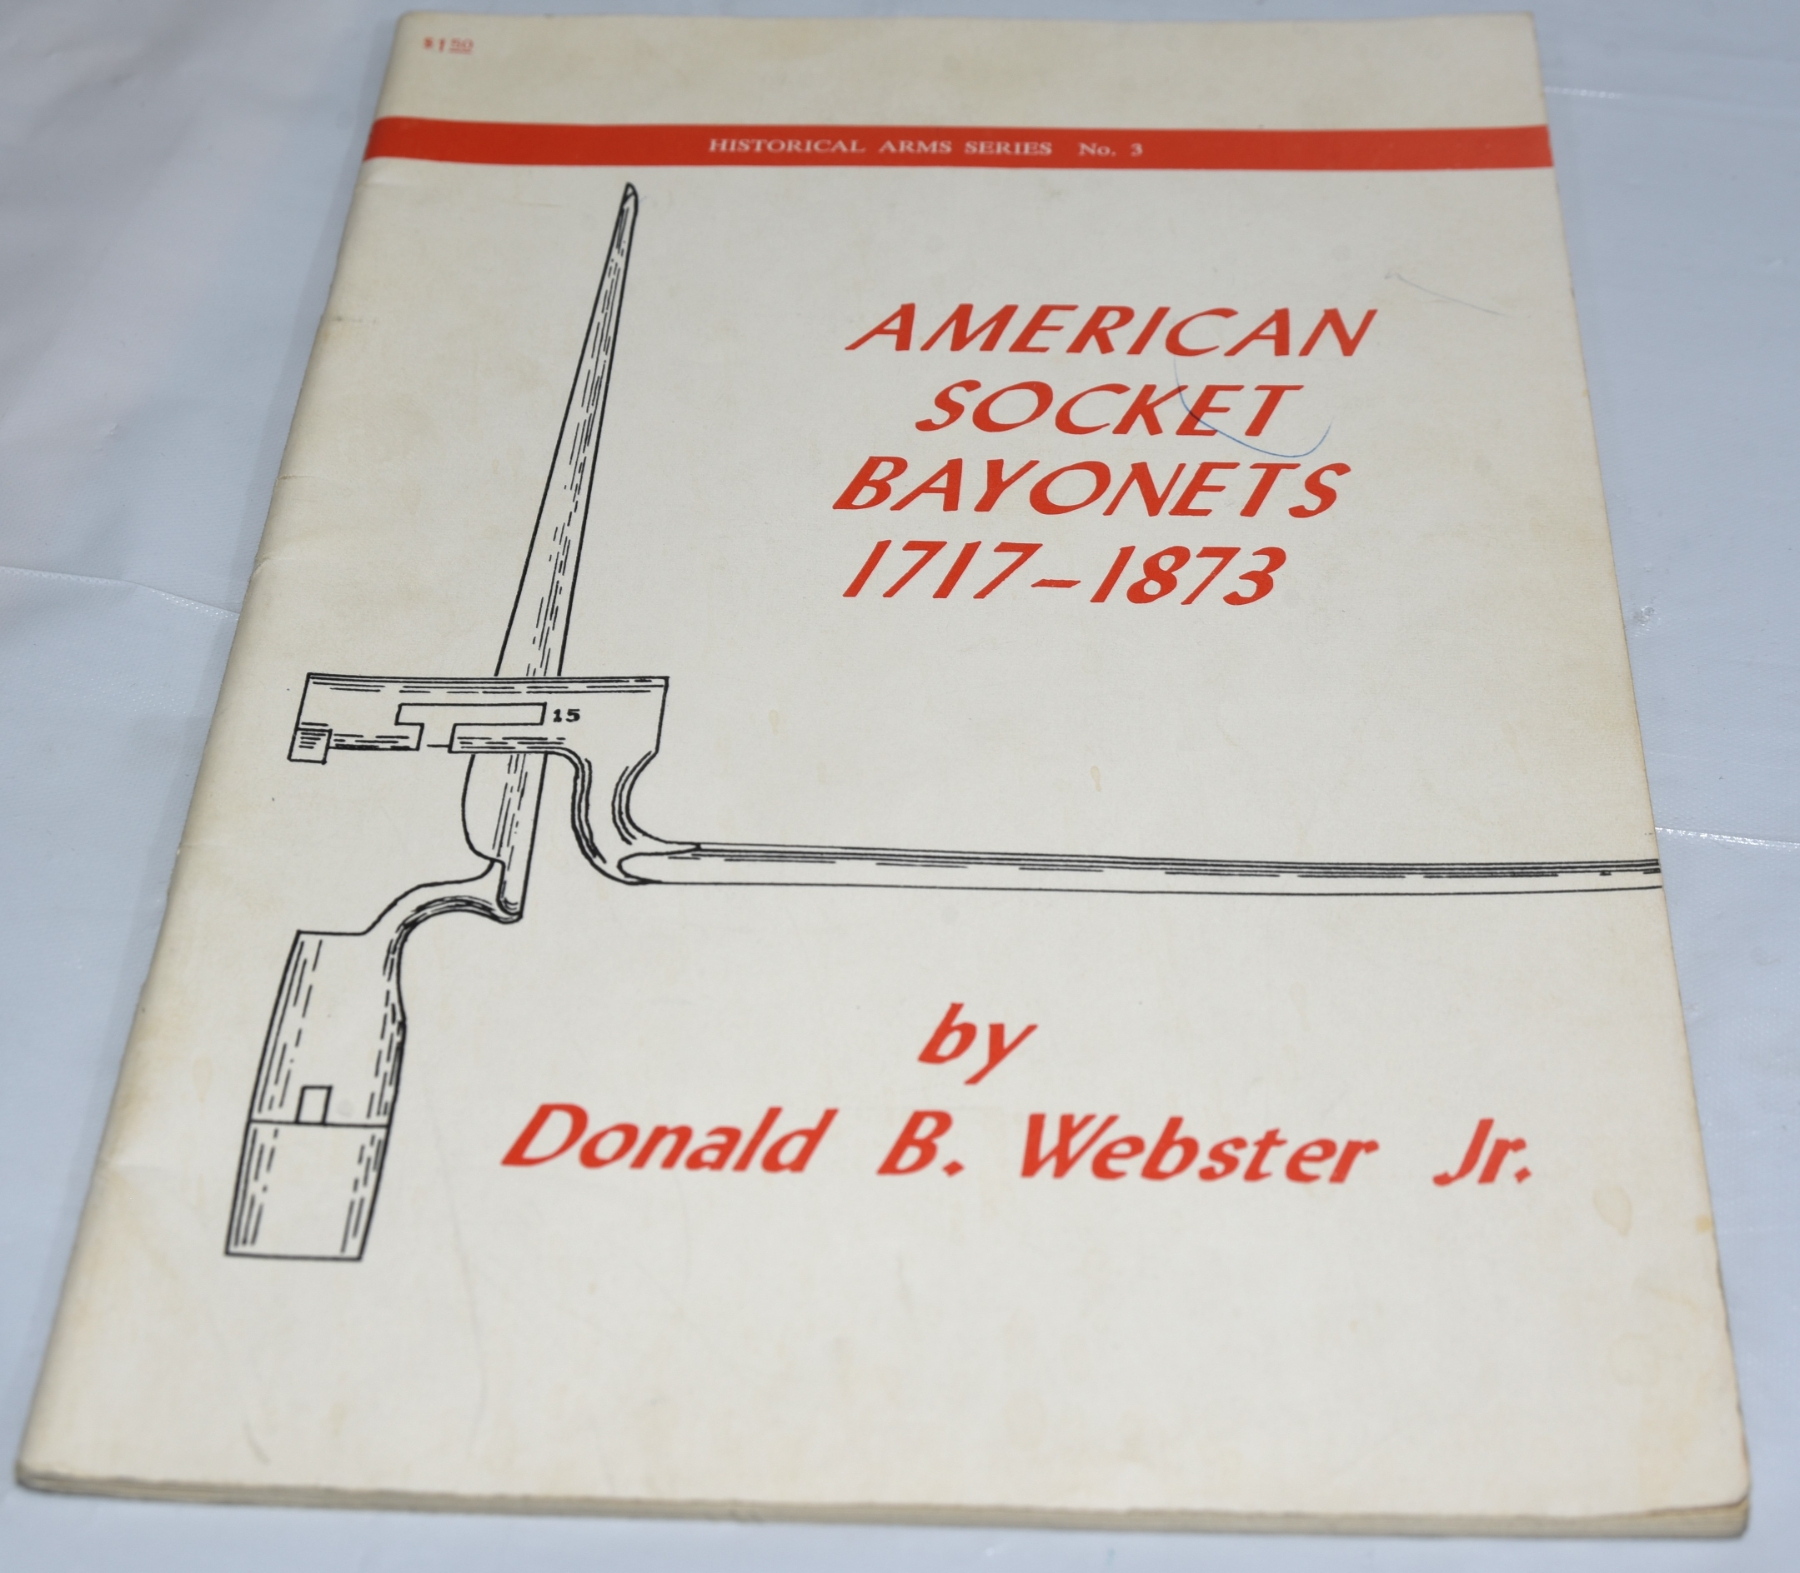 $1.50
HISTORICAL ARMS SERIES No. 3
AMERICAN
SOCKET
BAYONETS
1717-1873
15
by
Donald B. Webster Jr.